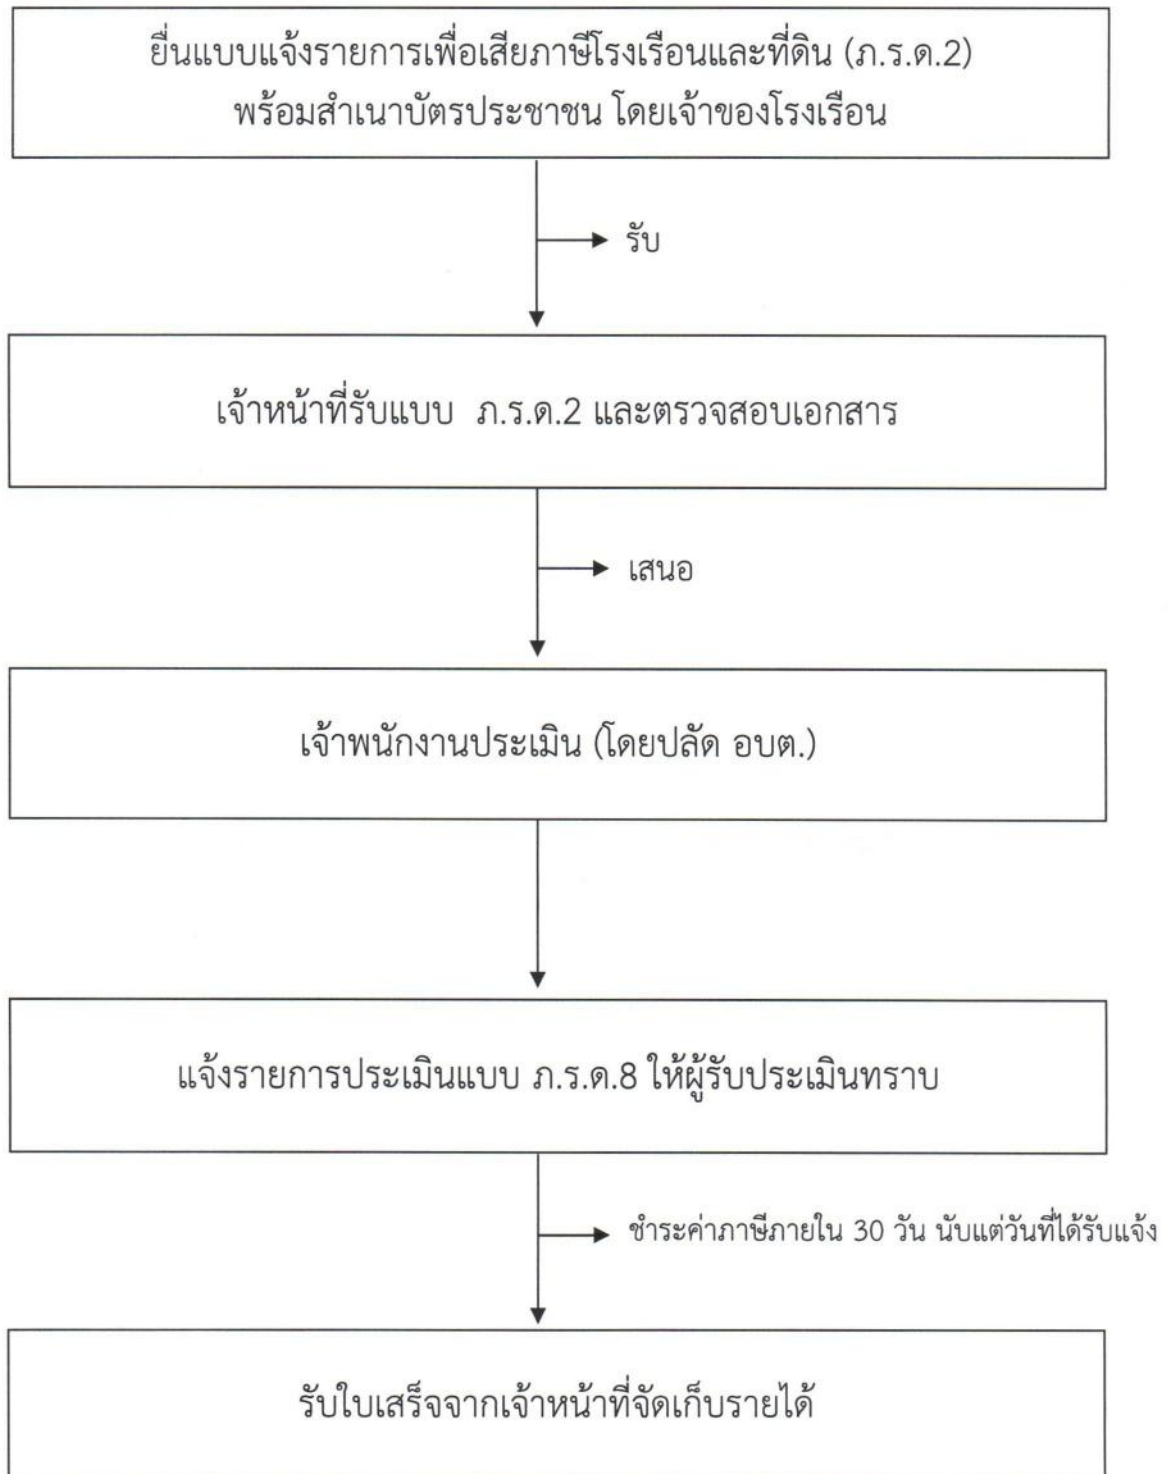 ยื่นแบบแจ้งรายการเพื่อเสียภาษีโรงเรือนและที่ดิน (ภ.ร.ด.2)
พร้อมสำเนาบัตรประชาชน โดยเจ้าของโรงเรือน
รับ
เจ้าหน้าที่รับแบบ ภ.ร.ด.2 และตรวจสอบเอกสาร
เสนอ
เจ้าพนักงานประเมิน (โดยปลัด อบต.)
แจ้งรายการประเมินแบบ ภ.ร.ด.8 ให้ผู้รับประเมินทราบ
ชำระค่าภาษีภายใน 30 วัน นับแต่วันที่ได้รับแจ้ง
รับใบเสร็จจากเจ้าหน้าที่จัดเก็บรายได้